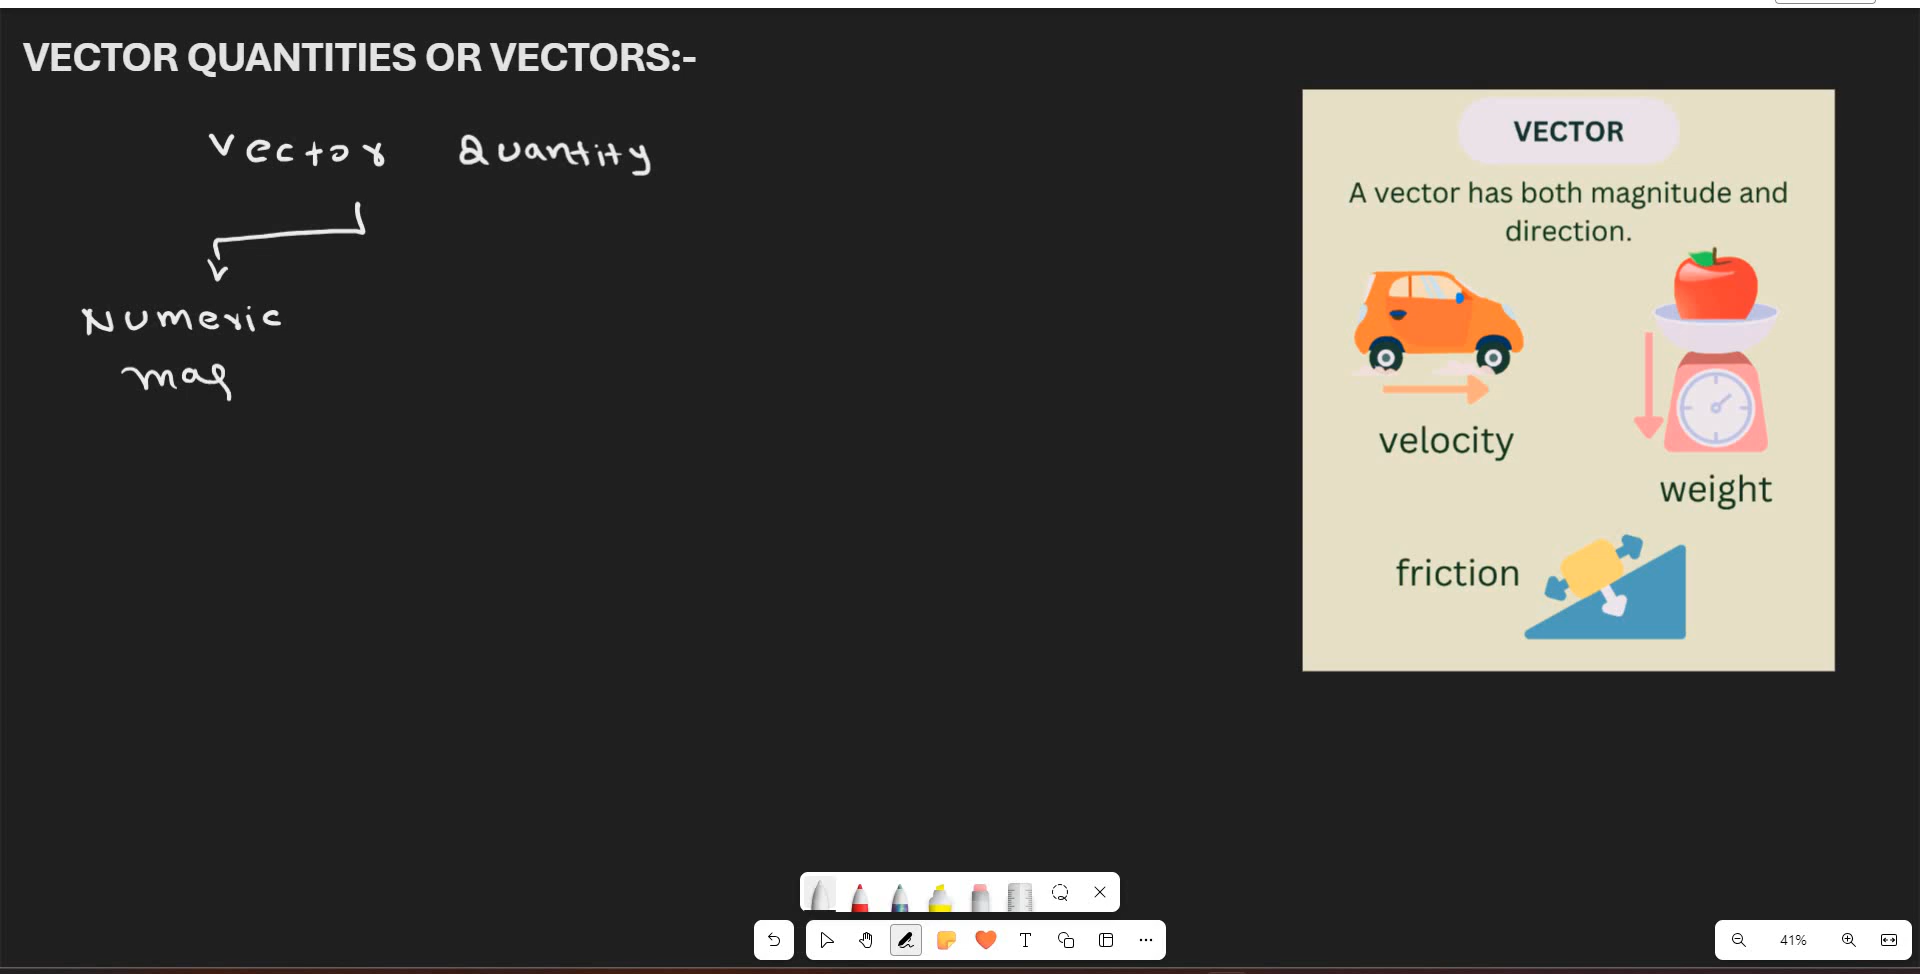 VECTOR QUANTITIES OR VECTORS:-
Vector Quantity
Numeric
mag
VECTOR
A vector has both magnitude and
direction.
velocity
weight
friction
T
41%